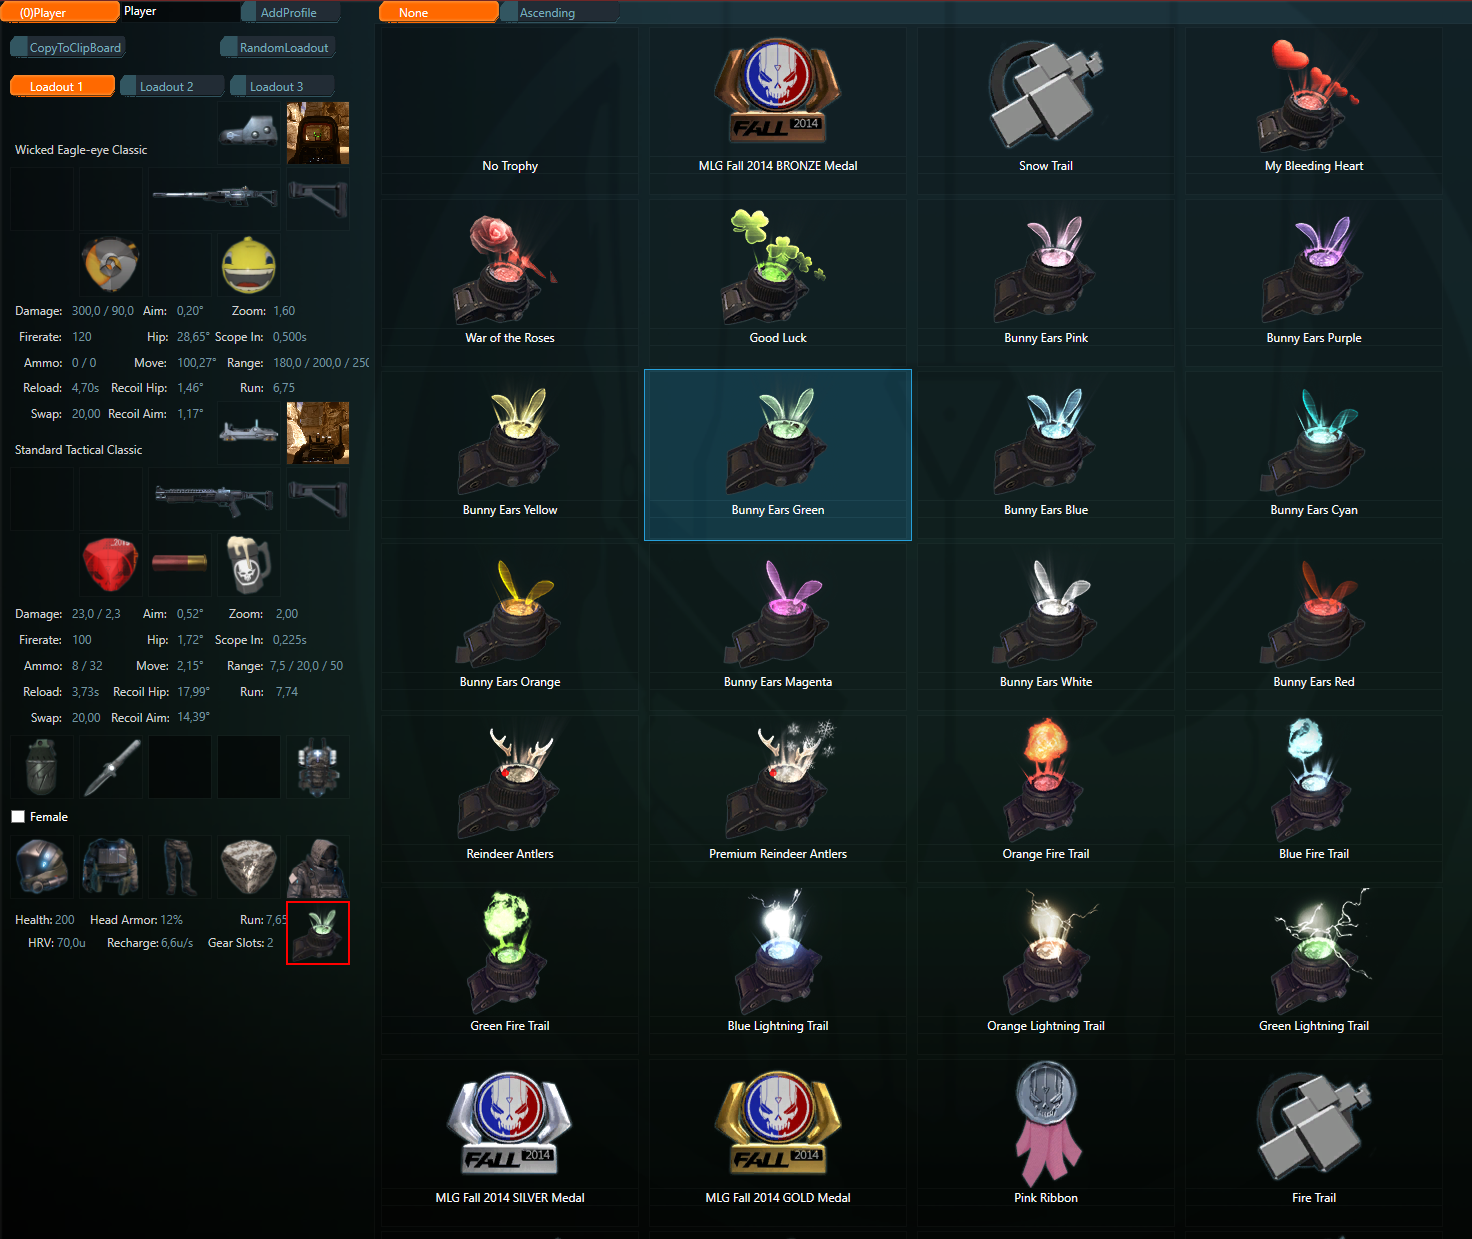 (0)Player Player AddProfile
CopyToClipBoard RandomLoadout
Loadout 1 Loadout 2 Loadout 3
Wicked Eagle-eye Classic
Damage: 300,0 / 90,0 Aim: 0,20° Zoom: 1,60
Firerate: 120 Hip: 28,65° Scope In: 0,500s
Ammo: 0 / 0 Move: 100,27° Range: 180,0 / 200,0 / 250
Reload: 4,70s Recoil Hip: 1,46° Run: 6,75
Swap: 20,00 Recoil Aim: 1,17°
Standard Tactical Classic
Damage: 23,0 / 2,3 Aim: 0,52° Zoom: 2,00
Firerate: 100 Hip: 1,72° Scope In: 0,225s
Ammo: 8 / 32 Move: 2,15° Range: 7,5 / 20,0 / 50
Reload: 3,73s Recoil Hip: 17,99° Run: 7,74
Swap: 20,00 Recoil Aim: 14,39°
Female
Health: 200 Head Armor: 12% Run: 7,65
HRV: 70,0u Recharge: 6,6u/s Gear Slots: 2
None Ascending
FALL 2014
No Trophy MLG Fall 2014 BRONZE Medal Snow Trail My Bleeding Heart
War of the Roses Good Luck Bunny Ears Pink Bunny Ears Purple
Bunny Ears Yellow Bunny Ears Green Bunny Ears Blue Bunny Ears Cyan
Bunny Ears Orange Bunny Ears Magenta Bunny Ears White Bunny Ears Red
Reindeer Antlers Premium Reindeer Antlers Orange Fire Trail Blue Fire Trail
Green Fire Trail Blue Lightning Trail Orange Lightning Trail Green Lightning Trail
FALL 2014 FALL 2014
MLG Fall 2014 SILVER Medal MLG Fall 2014 GOLD Medal Pink Ribbon Fire Trail